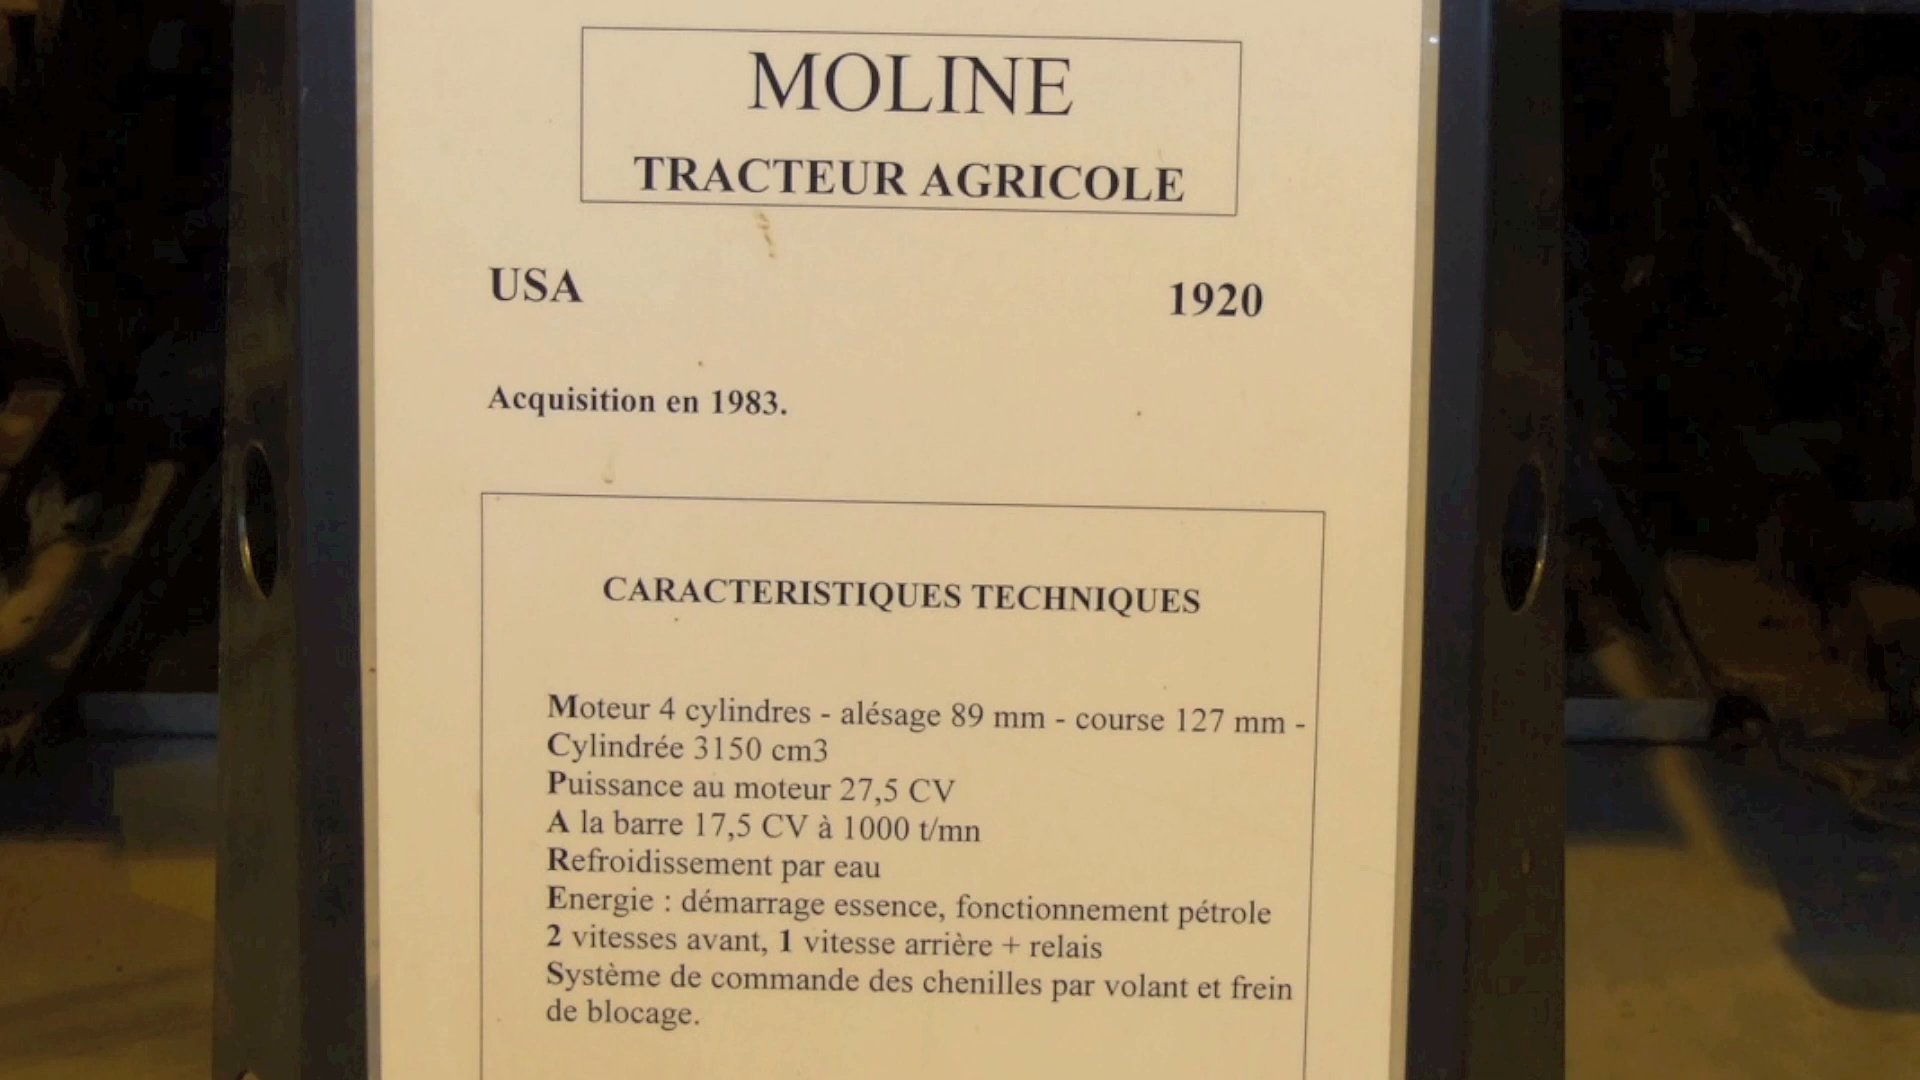 MOLINE
TRACTEUR AGRICOLE
USA 1920
Acquisition en 1983.
CARACTERISTIQUES TECHNIQUES
Moteur 4 cylindres - alésage 89 mm - course 127 mm -
Cylindrée 3150 cm3
Puissance au moteur 27,5 CV
A la barre 17,5 CV à 1000 t/mn
Refroidissement par eau
Energie : démarrage essence, fonctionnement pétrole
2 vitesses avant, 1 vitesse arrière + relais
Système de commande des chenilles par volant et frein
de blocage.